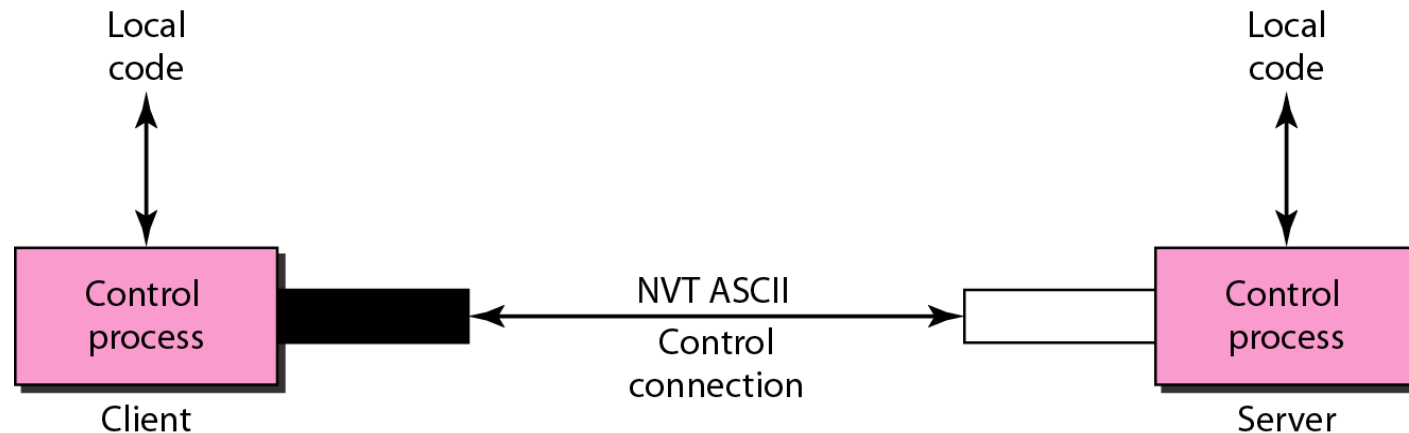 Local
code
Local
code
Control
process
NVT ASCII
Control
connection
Control
process
Client
Server